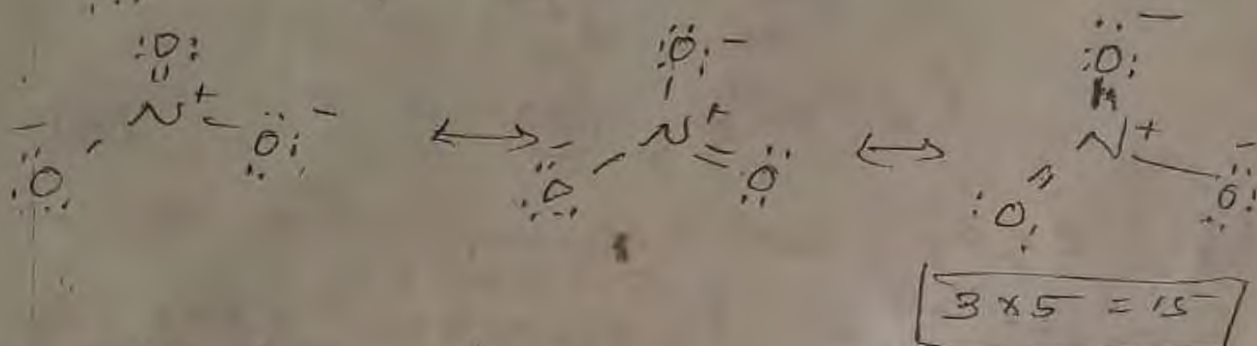 :Ö: :Ö:⁻ :Ö:⁻
N⁺ N⁺ N⁺
⁻:Ö: Ö:⁻ ⟷ ⁻:Ö: Ö: ⟷ :O: Ö:⁻
3 × 5 = 15